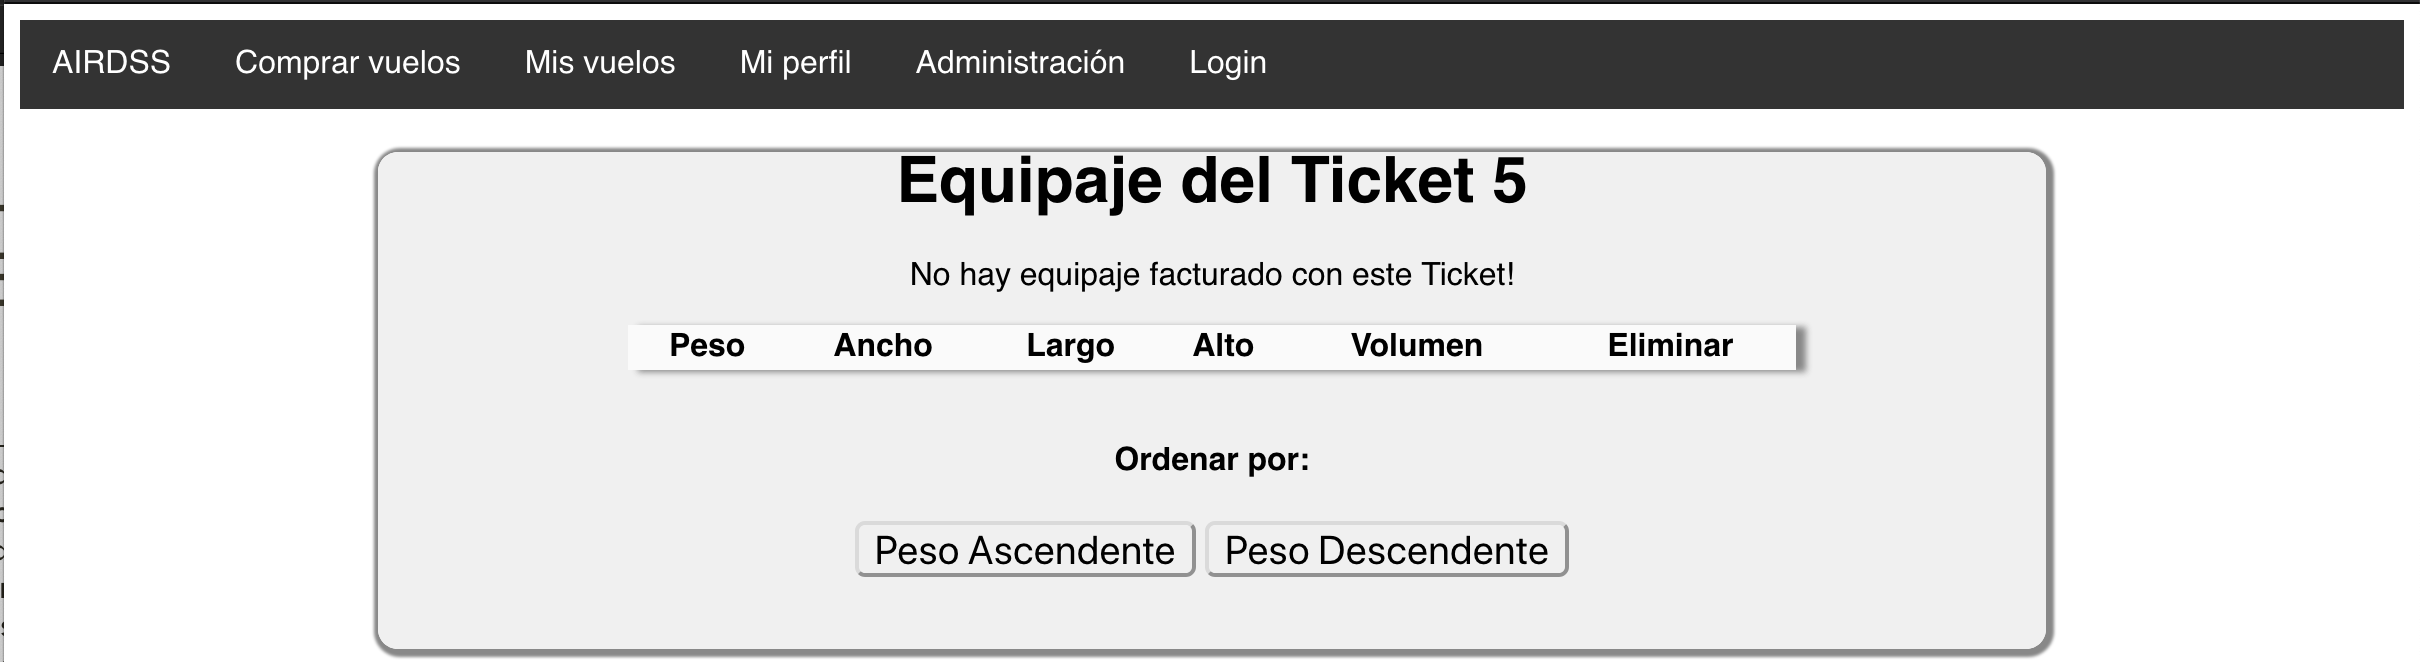 AIRDSS Comprar vuelos Mis vuelos Mi perfil Administración Login
Equipaje del Ticket 5
No hay equipaje facturado con este Ticket!
Peso Ancho Largo Alto Volumen Eliminar
Ordenar por:
Peso Ascendente Peso Descendente